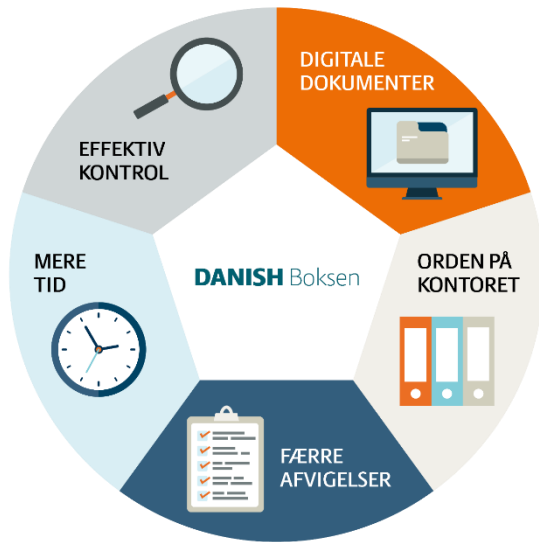 DIGITALE
DOKUMENTER
EFFEKTIV
KONTROL
MERE
TID
DANISH Boksen
ORDEN PÅ
KONTORET
FÆRRE
AFVIGELSER